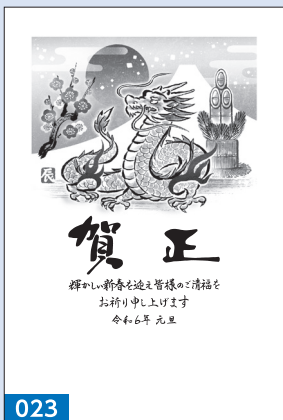 辰
賀正
輝かしい新春を迎え皆様のご清福を
お祈り申し上げます
令和6年 元旦
023